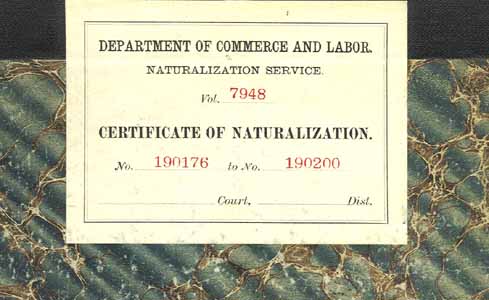 DEPARTMENT OF COMMERCE AND LABOR.
NATURALIZATION SERVICE.
Vol. 7948
CERTIFICATE OF NATURALIZATION.
No. 190176 to No. 190200
Court, Dist.